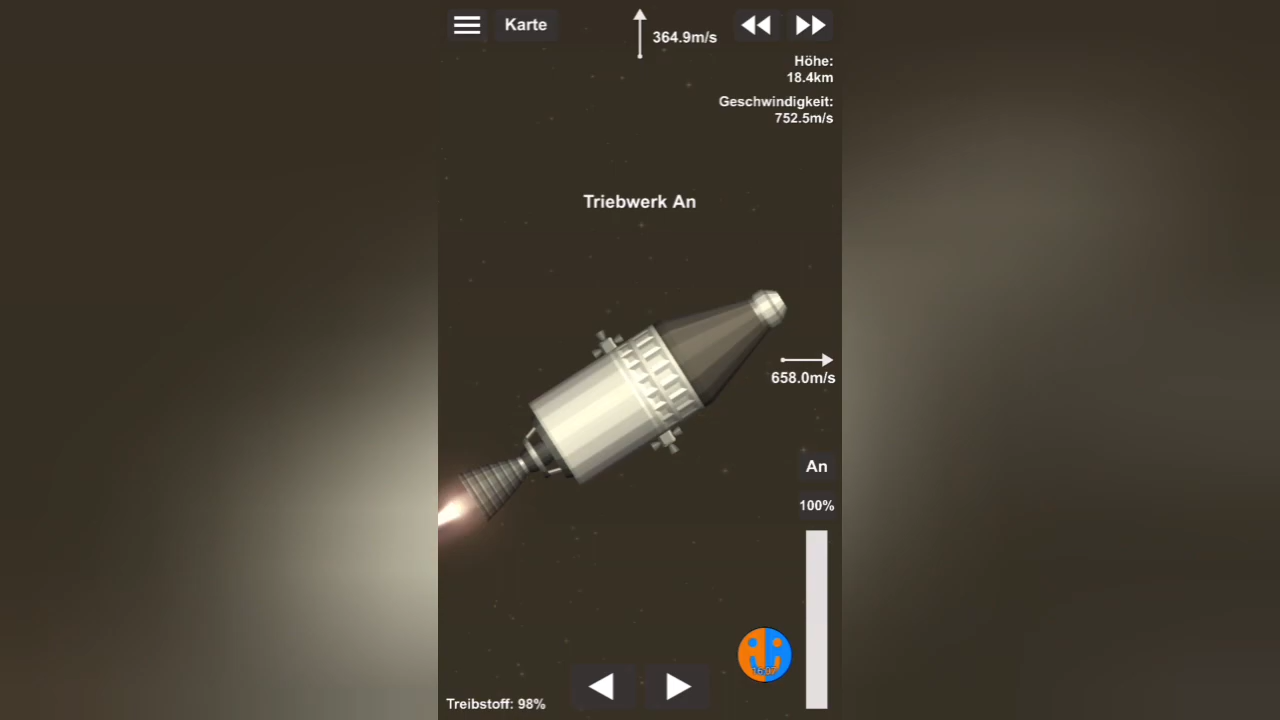 Karte
364.9m/s
Höhe:
18.4km
Geschwindigkeit:
752.5m/s
Triebwerk An
658.0m/s
An
100%
Treibstoff: 98%